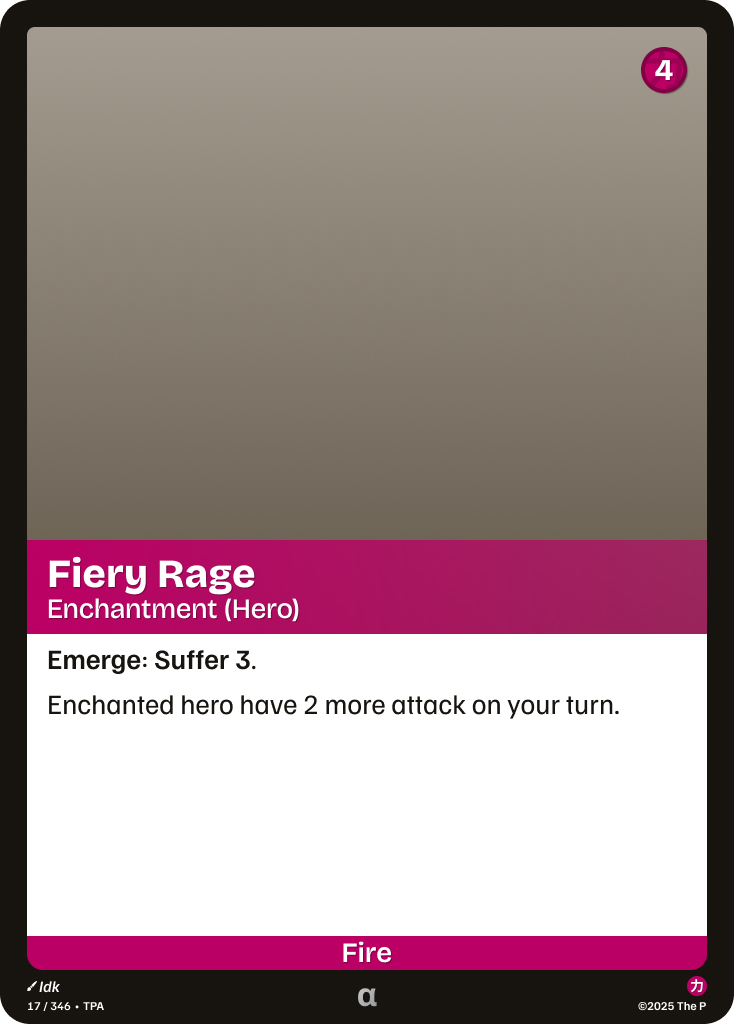 4
Fiery Rage
Enchantment (Hero)
Emerge: Suffer 3.
Enchanted hero have 2 more attack on your turn.
Fire
Idk
α
カ
17 / 346 • TPA
©2025 The P